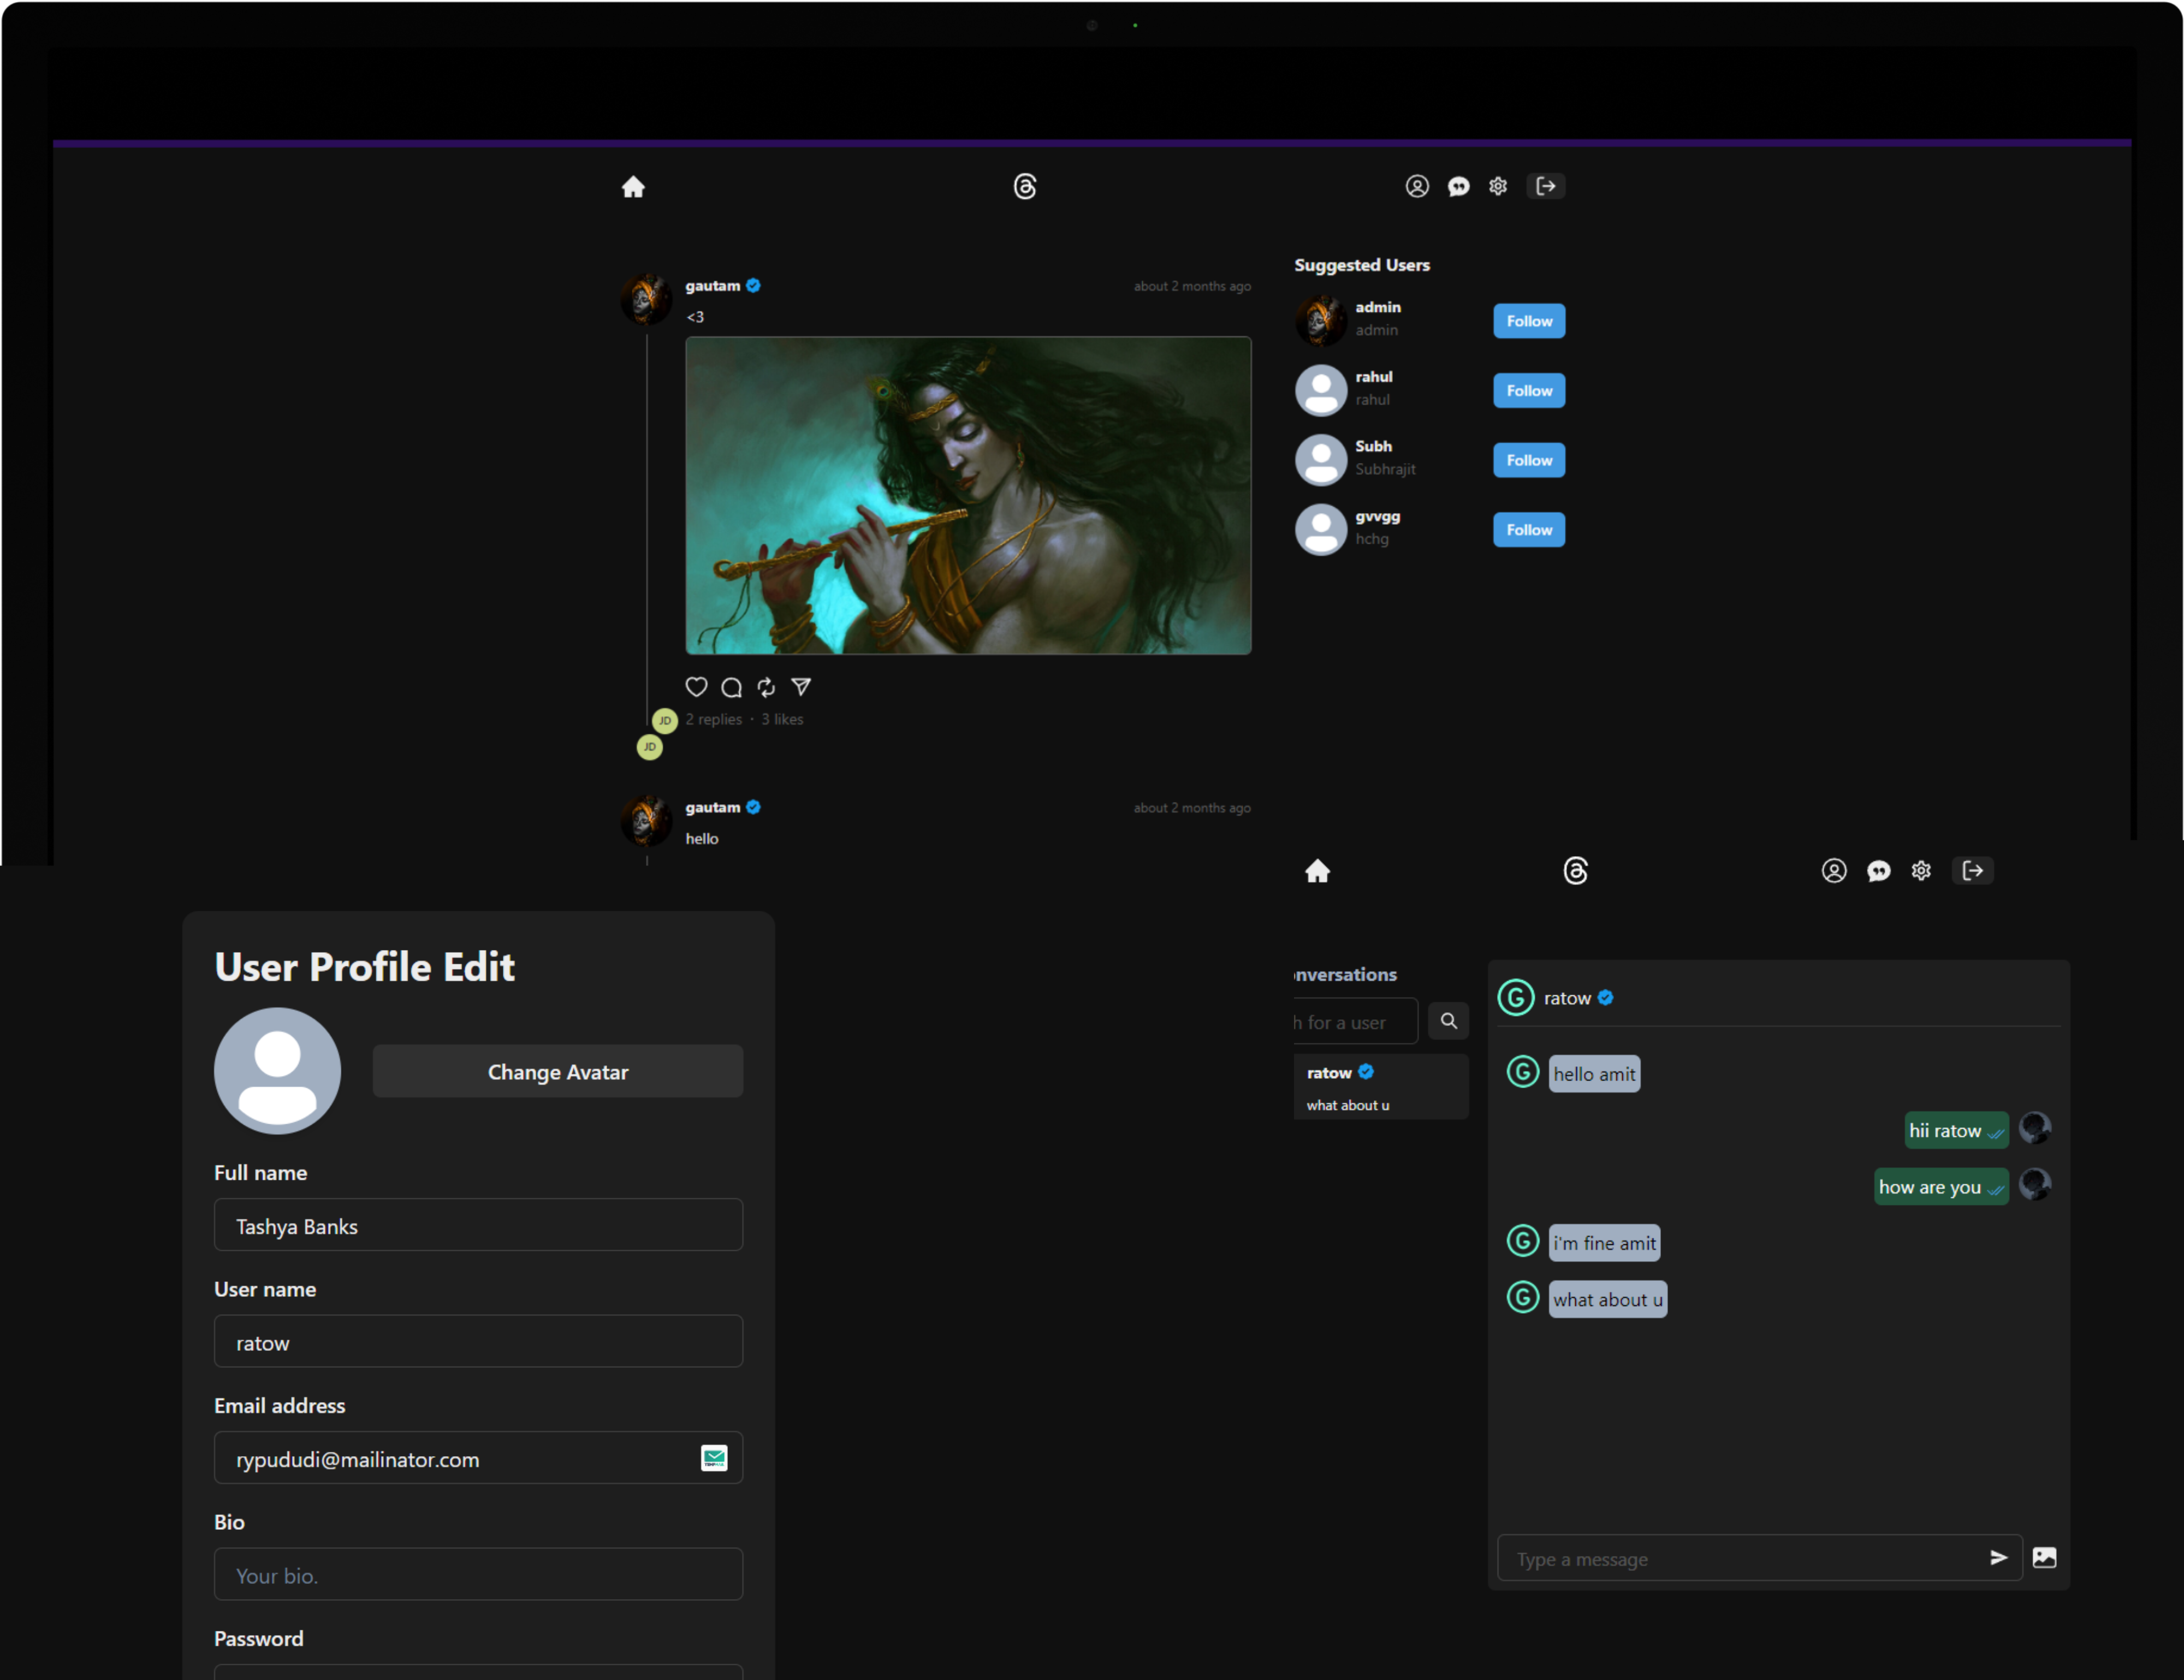 gautam
about 2 months ago
<3
JD
2 replies · 3 likes
JD
gautam
about 2 months ago
hello
Suggested Users
admin
admin
Follow
rahul
rahul
Follow
Subh
Subhrajit
Follow
gvvgg
hchg
Follow
User Profile Edit
Change Avatar
Full name
Tashya Banks
User name
ratow
Email address
rypududi@mailinator.com
Bio
Your bio.
Password
nversations
h for a user
ratow
what about u
G ratow
G hello amit
hii ratow
how are you
G i'm fine amit
G what about u
Type a message